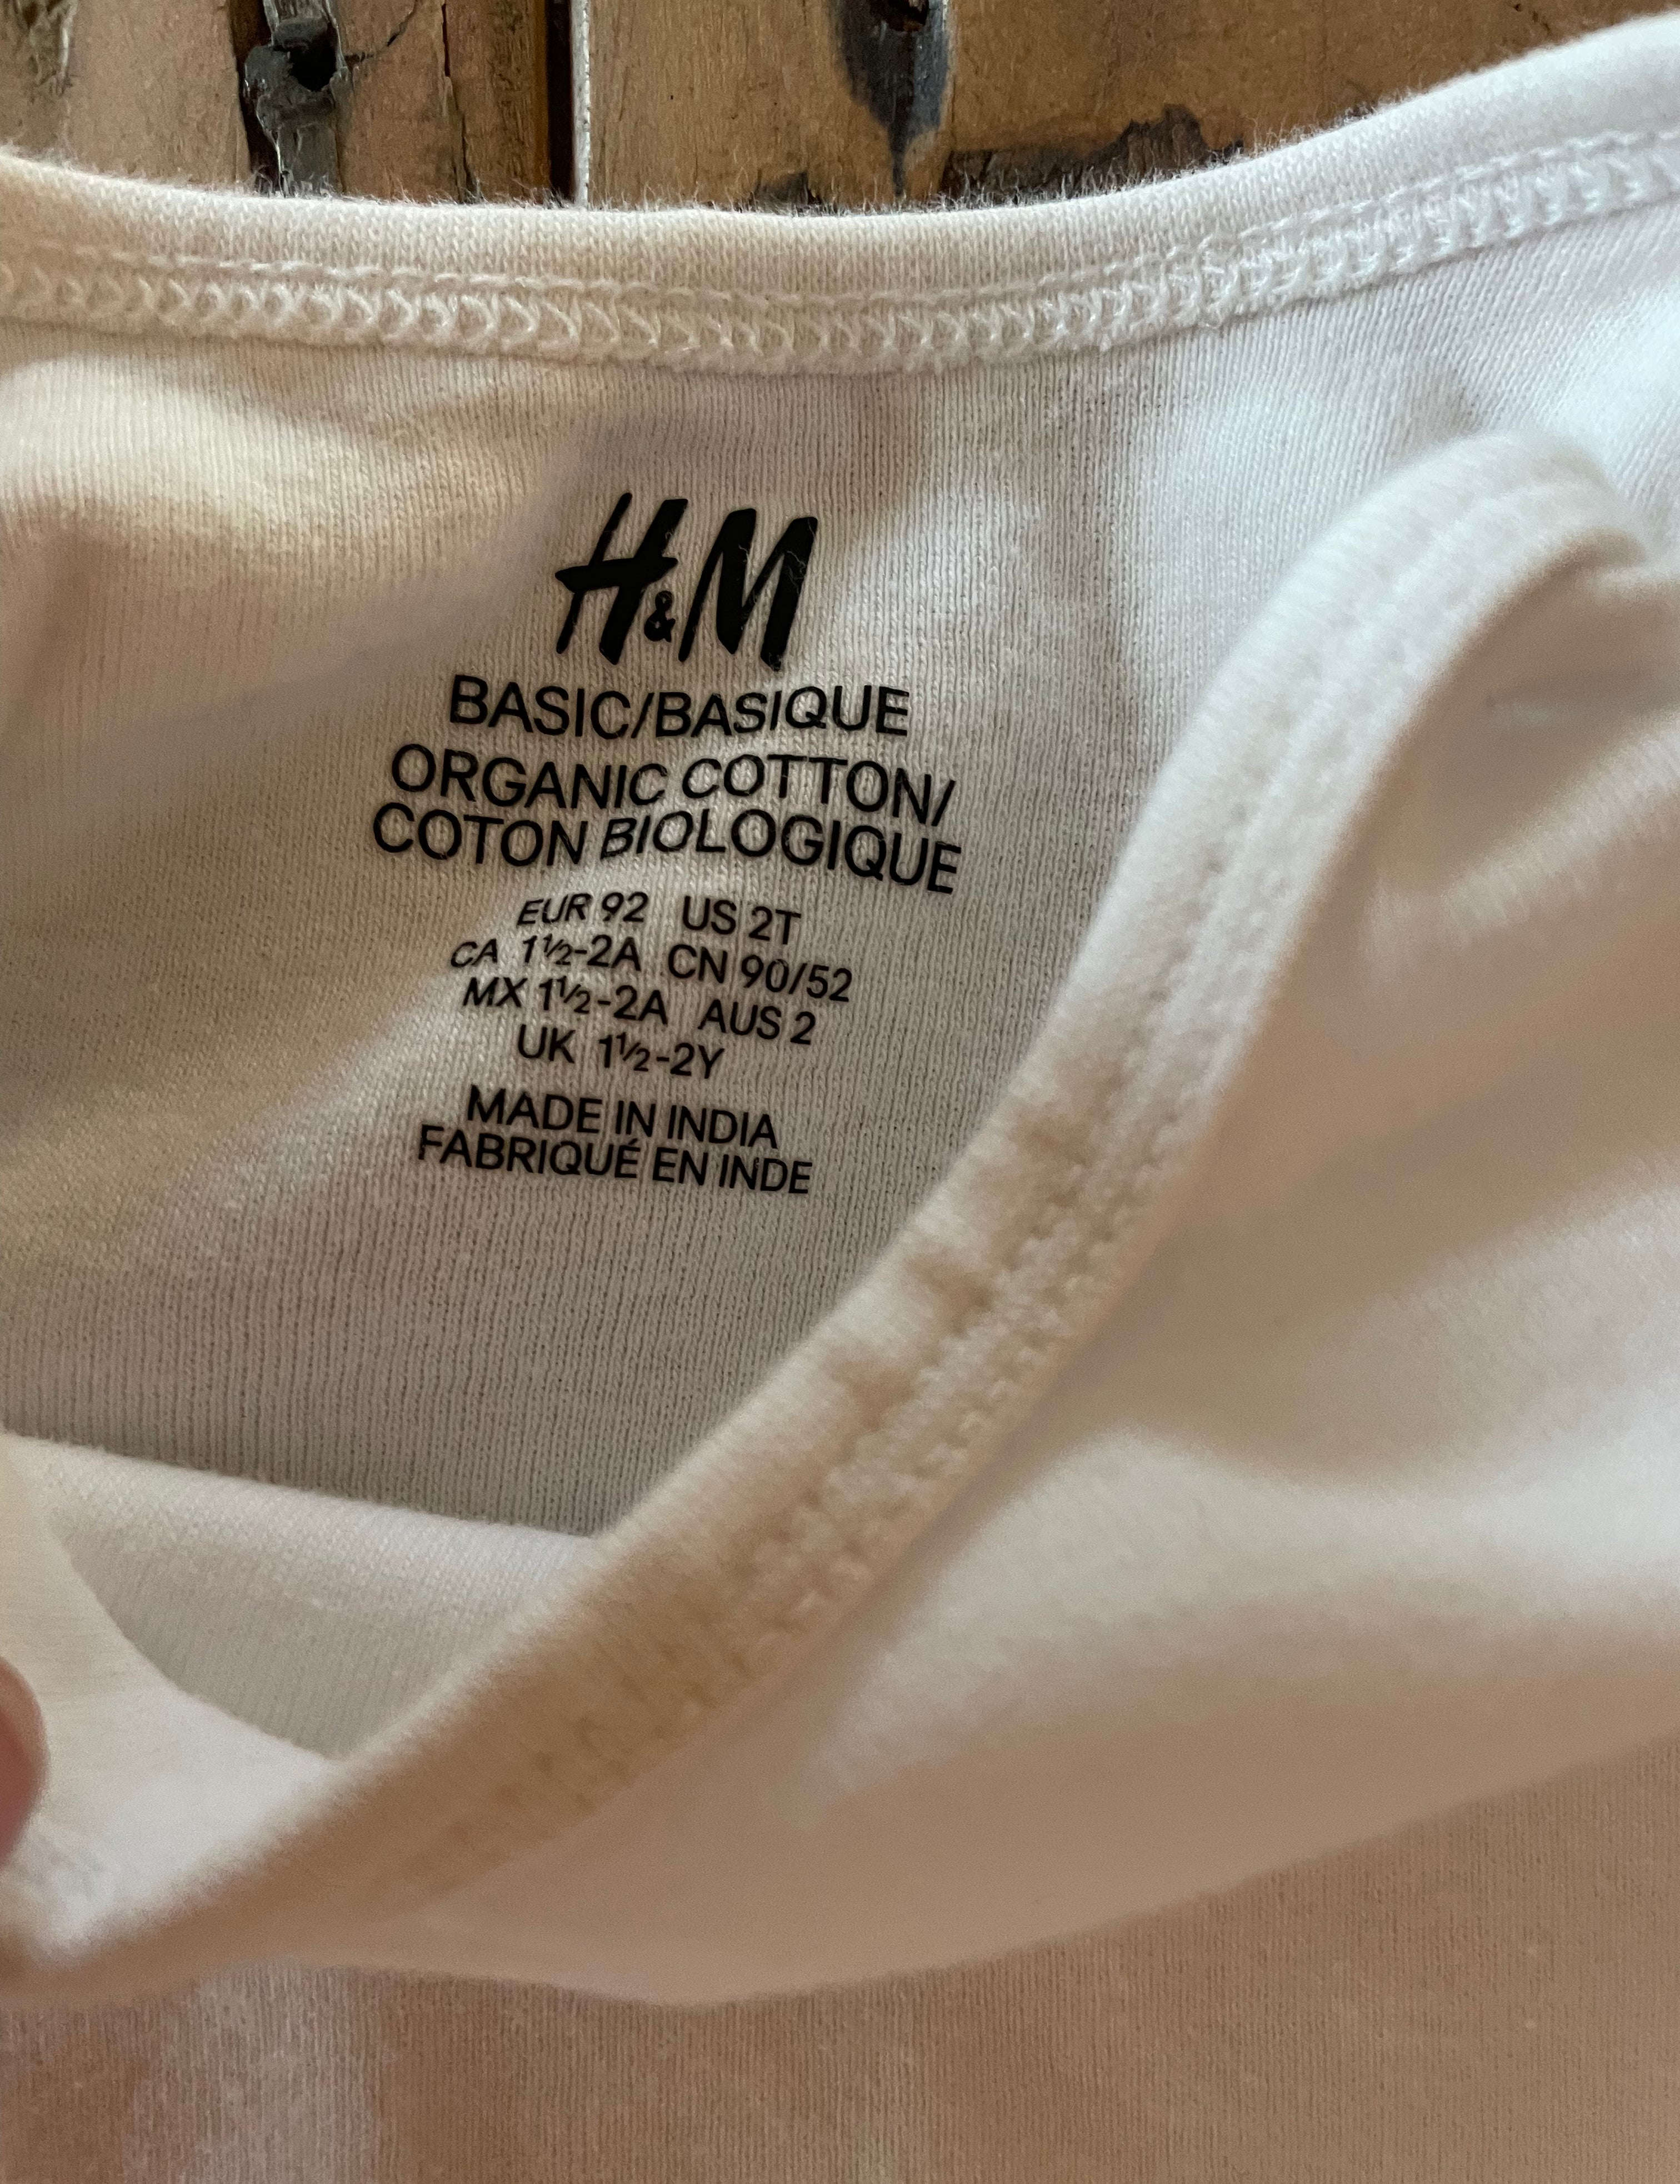 H&M
BASIC/BASIQUE
ORGANIC COTTON/
COTON BIOLOGIQUE
EUR 92 US 2T
CA 1½-2A CN 90/52
MX 1½-2A AUS 2
UK 1½-2Y
MADE IN INDIA
FABRIQUÉ EN INDE